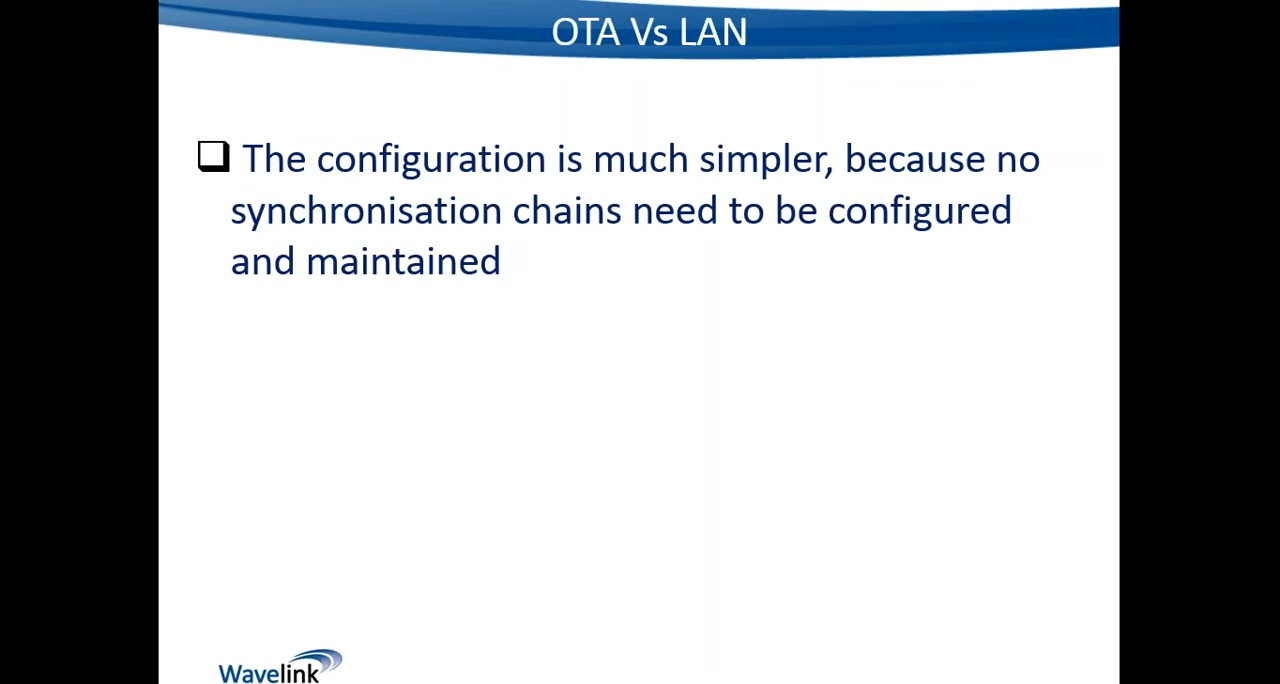 OTA Vs LAN
The configuration is much simpler, because no
synchronisation chains need to be configured
and maintained
Wavelink